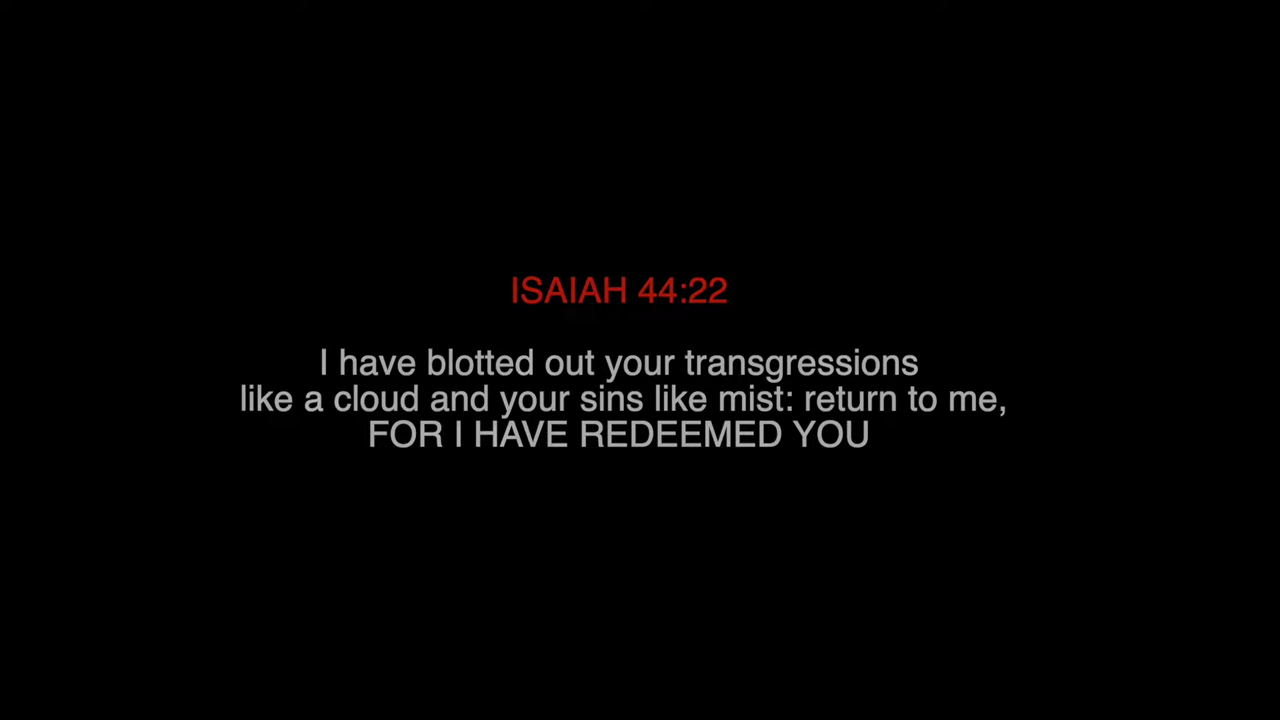 ISAIAH 44:22
I have blotted out your transgressions
like a cloud and your sins like mist: return to me,
FOR I HAVE REDEEMED YOU